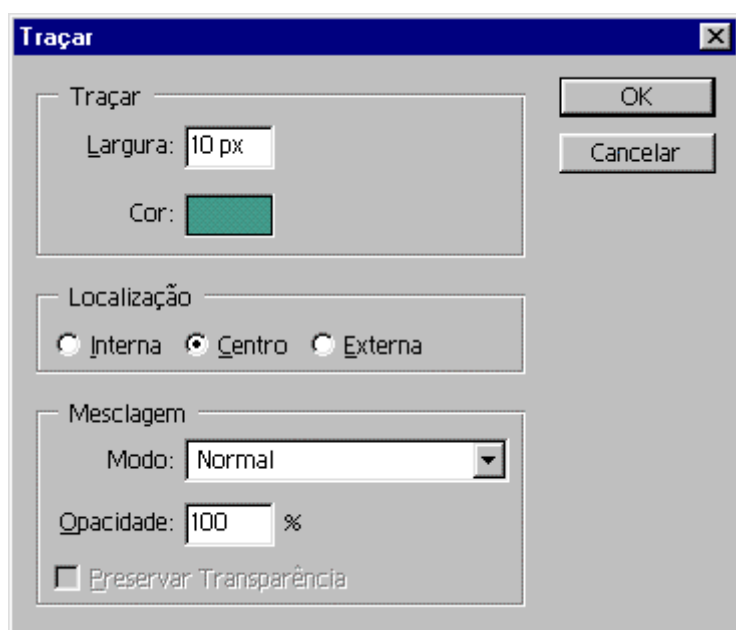 Traçar
Traçar
OK
Largura: 10 px
Cancelar
Cor:
Localização
Interna Centro Externa
Mesclagem
Modo: Normal
Opacidade: 100 %
Preservar Transparência